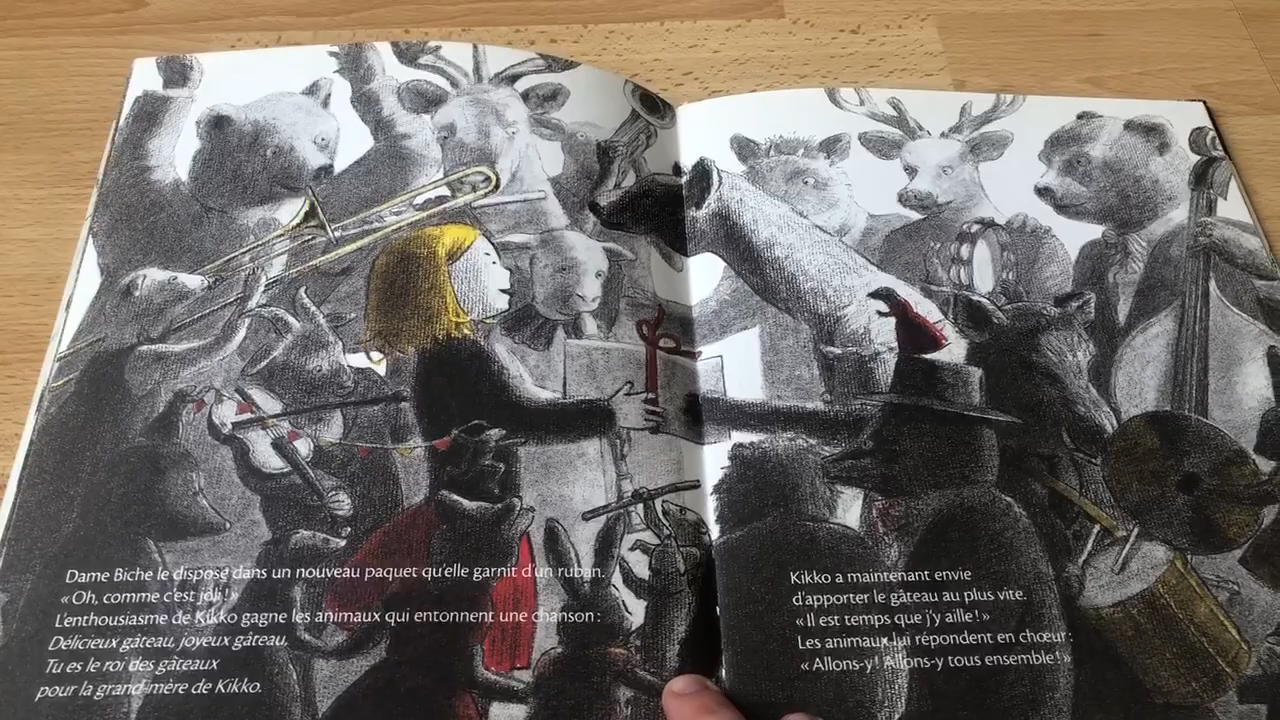 Dame Biche le dispose dans un nouveau paquet qu'elle garnit d'un ruban.
« Oh, comme c'est joli ! »
L'enthousiasme de Kikko gagne les animaux qui entonnent une chanson :
Délicieux gâteau, joyeux gâteau,
Tu es le roi des gâteaux
pour la grand-mère de Kikko.
Kikko a maintenant envie
d'apporter le gâteau au plus vite.
« Il est temps que j'y aille ! »
Les animaux lui répondent en chœur :
« Allons-y ! Allons-y tous ensemble ! »